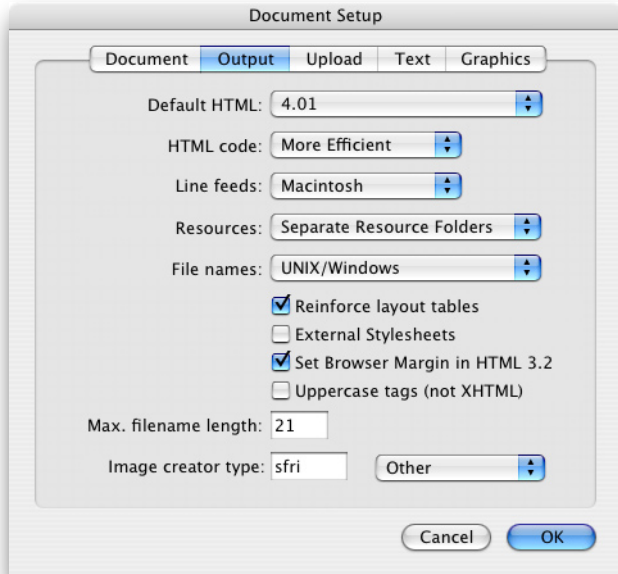 Document Setup
Document Output Upload Text Graphics
Default HTML: 4.01
HTML code: More Efficient
Line feeds: Macintosh
Resources: Separate Resource Folders
File names: UNIX/Windows
Reinforce layout tables
External Stylesheets
Set Browser Margin in HTML 3.2
Uppercase tags (not XHTML)
Max. filename length: 21
Image creator type: sfri Other
Cancel OK